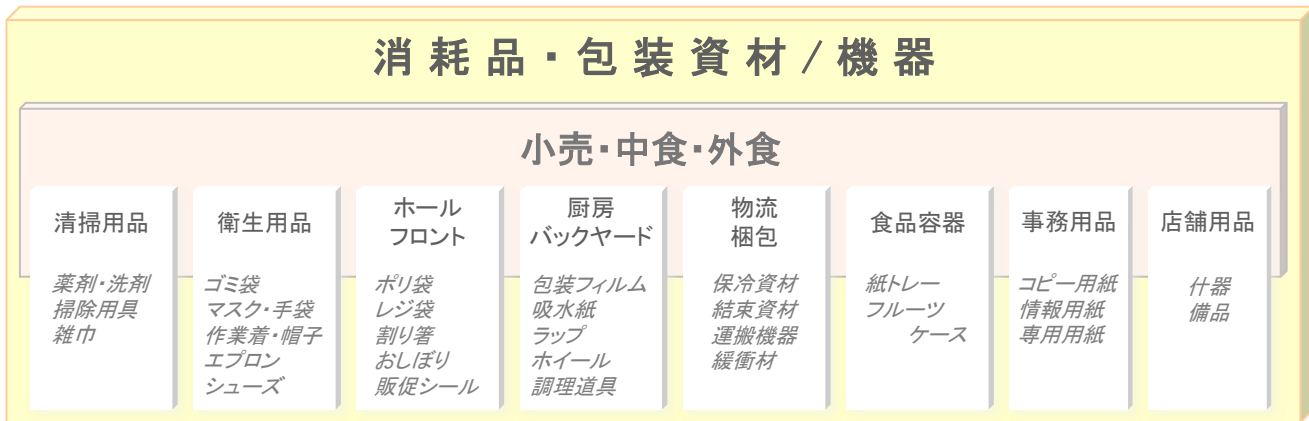 消耗品・包装資材/機器
小売・中食・外食
清掃用品
薬剤・洗剤
掃除用具
雑巾
衛生用品
ゴミ袋
マスク・手袋
作業着・帽子
エプロン
シューズ
ホール
フロント
ポリ袋
レジ袋
割り箸
おしぼり
販促シール
厨房
バックヤード
包装フィルム
吸水紙
ラップ
ホイール
調理道具
物流
梱包
保冷資材
結束資材
運搬機器
緩衝材
食品容器
紙トレー
フルーツ
ケース
事務用品
コピー用紙
情報用紙
専用用紙
店舗用品
什器
備品